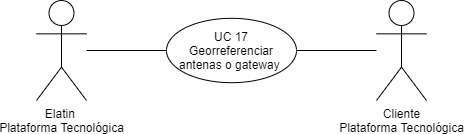 UC 17
Georreferenciar
antenas o gateway
Elatin
Plataforma Tecnológica
Cliente
Plataforma Tecnológica